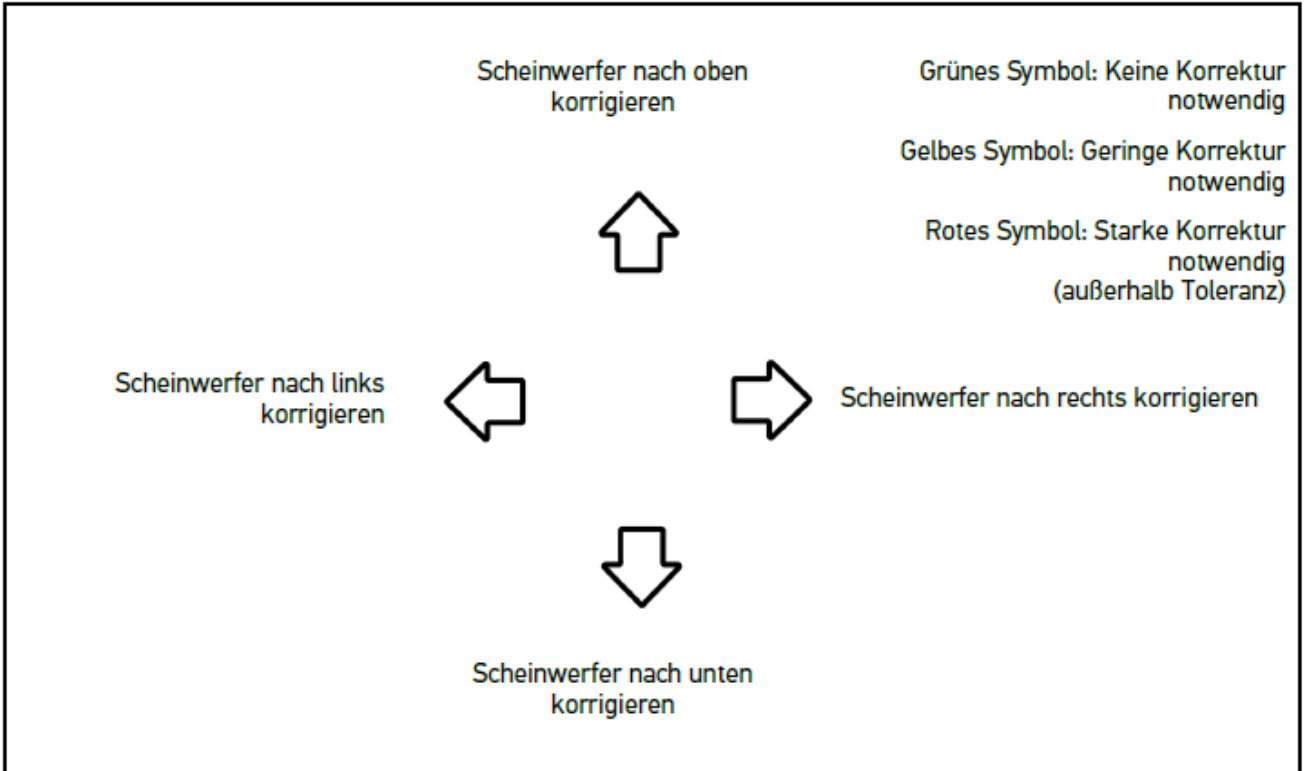 Scheinwerfer nach oben
korrigieren
Grünes Symbol: Keine Korrektur
notwendig
Gelbes Symbol: Geringe Korrektur
notwendig
Rotes Symbol: Starke Korrektur
notwendig
(außerhalb Toleranz)
Scheinwerfer nach links
korrigieren
Scheinwerfer nach rechts korrigieren
Scheinwerfer nach unten
korrigieren